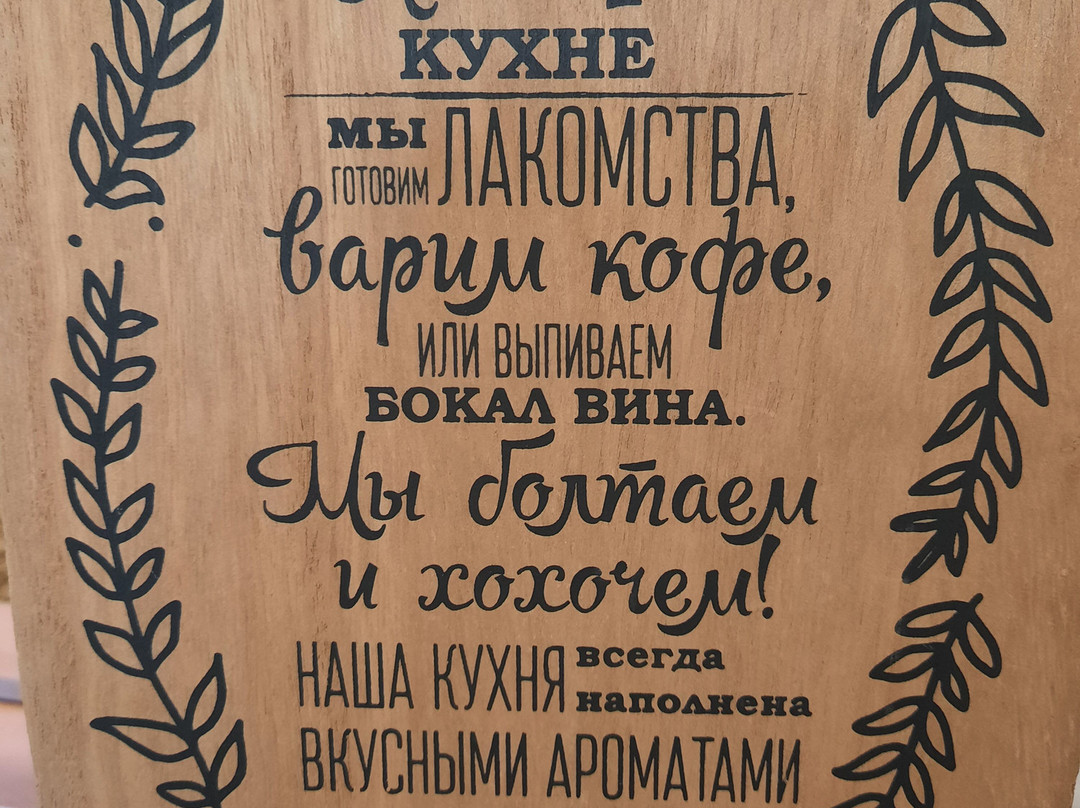 КУХНЕ
мы готовим ЛАКОМСТВА,
варим кофе,
ИЛИ ВЫПИВАЕМ
БОКАЛ ВИНА.
Мы болтаем
и хохочем!
НАША КУХНЯ всегда наполнена
ВКУСНЫМИ АРОМАТАМИ